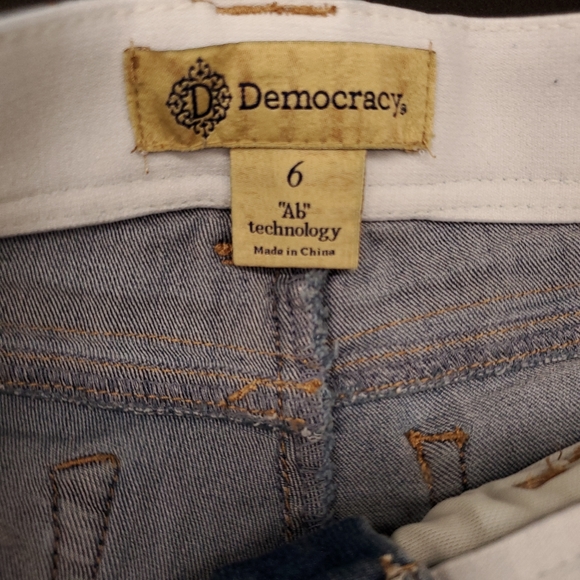 D Democracy®
6
"Ab"
technology
Made in China